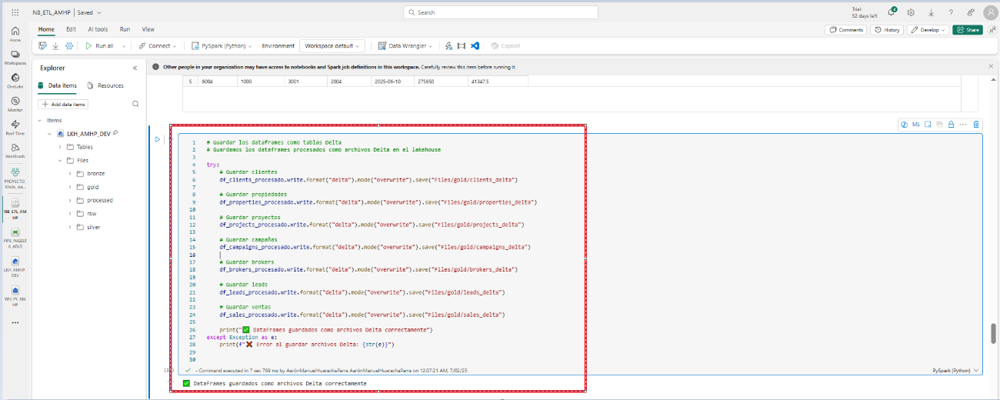 NB_ETL_AMHP | Saved
Search
Trial:
52 days left
4
Home Edit AI tools Run View
Comments History Develop Share
Run all Connect PySpark (Python) Environment Workspace default Data Wrangler Copilot
Home
Workspaces
OneLake
Monitor
Real-Time
Workloads
PROYECTO_FINAL AA...
NB_ETL_AM
HP
PIPE_INGEST
A_ADLS
LKH_AMHP_
DEV
WH_PY_AM
HP
Explorer
Data items Resources
Add data items
Items
LKH_AMHP_DEV
Tables
Files
bronze
gold
processed
raw
silver
Other people in your organization may have access to notebooks and Spark job definitions in this workspace. Carefully review this item before running it.
5 6004 1000 3001 2004 2025-06-10 275650 41347.5
1 # Guardar los dataframes como tablas Delta
2 # Guardamos los dataframes procesados como archivos Delta en el lakehouse
3
4 try:
5 # Guardar clientes
6 df_clients_procesado.write.format("delta").mode("overwrite").save("Files/gold/clients_delta")
7
8 # Guardar propiedades
9 df_properties_procesado.write.format("delta").mode("overwrite").save("Files/gold/properties_delta")
10
11 # Guardar proyectos
12 df_projects_procesado.write.format("delta").mode("overwrite").save("Files/gold/projects_delta")
13
14 # Guardar campañas
15 df_campaigns_procesado.write.format("delta").mode("overwrite").save("Files/gold/campaigns_delta")
16
17 # Guardar brokers
18 df_brokers_procesado.write.format("delta").mode("overwrite").save("Files/gold/brokers_delta")
19
20 # Guardar leads
21 df_leads_procesado.write.format("delta").mode("overwrite").save("Files/gold/leads_delta")
22
23 # Guardar ventas
24 df_sales_procesado.write.format("delta").mode("overwrite").save("Files/gold/sales_delta")
25
26 print("✅ DataFrames guardados como archivos Delta correctamente")
27 except Exception as e:
28 print(f"❌ Error al guardar archivos Delta: {str(e)}")
29
30
- Command executed in 7 sec 769 ms by AarónManuelHuarachaParra AarónManuelHuarachaParra on 12:07:21 AM, 7/02/25
PySpark (Python)
✅ DataFrames guardados como archivos Delta correctamente